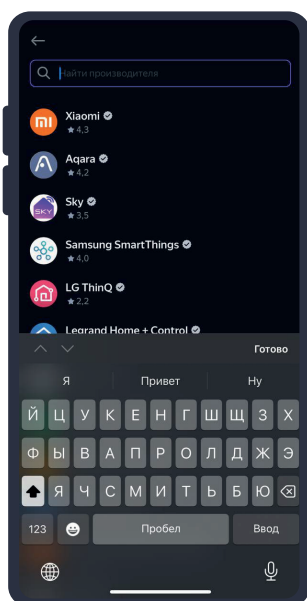 Найти производителя
Xiaomi
★4,3
Aqara
★4,2
SKY
Sky
★3,5
Samsung SmartThings
★4,0
LG ThinQ
★2,2
Legrand Home + Control
Готово
Я Привет Ну
Й Ц У К Е Н Г Ш Щ З Х
Ф Ы В А П Р О Л Д Ж Э
Я Ч С М И Т Ь Б Ю
123 Пробел Ввод